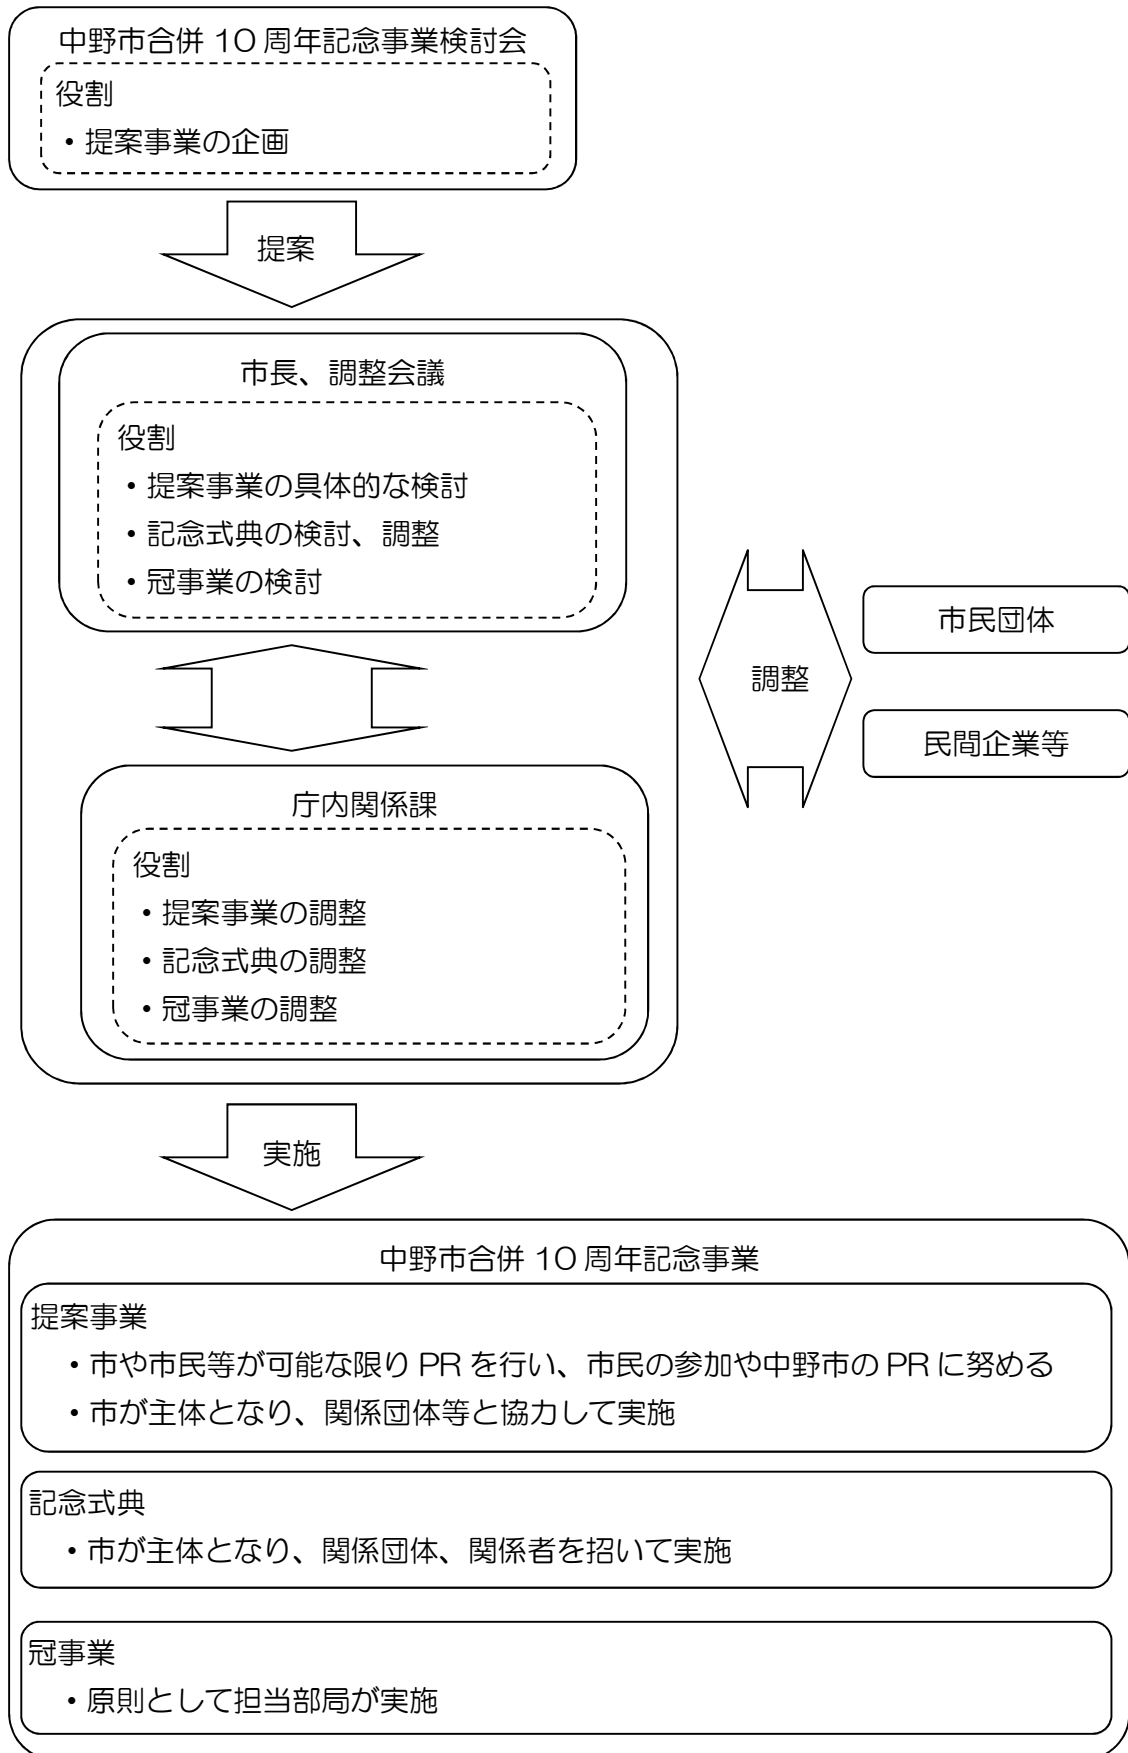 中野市合併 10 周年記念事業検討会
役割
・提案事業の企画
提案
市長、調整会議
役割
・提案事業の具体的な検討
・記念式典の検討、調整
・冠事業の検討
調整
市民団体
民間企業等
庁内関係課
役割
・提案事業の調整
・記念式典の調整
・冠事業の調整
実施
中野市合併 10 周年記念事業
提案事業
・市や市民等が可能な限り PR を行い、市民の参加や中野市の PR に努める
・市が主体となり、関係団体等と協力して実施
記念式典
・市が主体となり、関係団体、関係者を招いて実施
冠事業
・原則として担当部局が実施